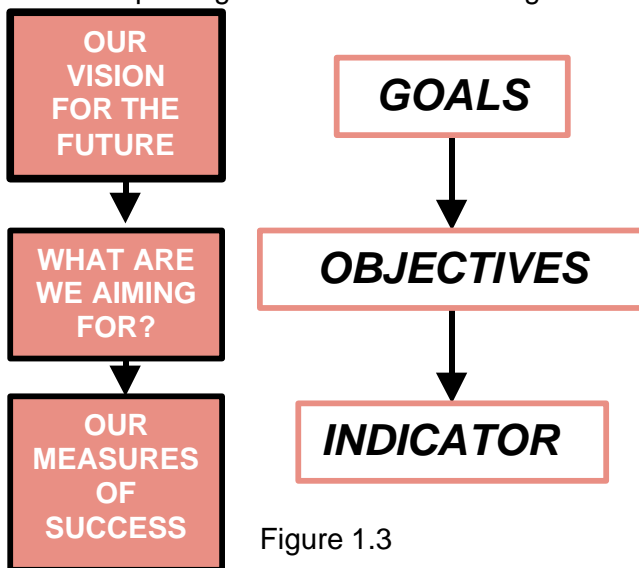 OUR
VISION
FOR THE
FUTURE
GOALS
WHAT ARE
WE AIMING
FOR?
OBJECTIVES
OUR
MEASURES
OF
SUCCESS
INDICATOR
Figure 1.3